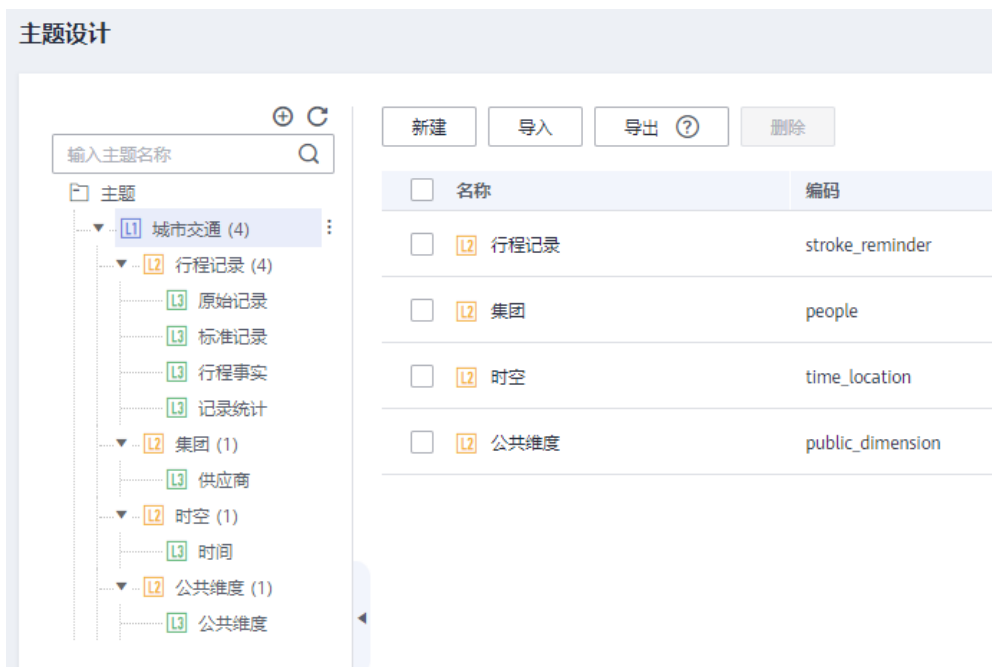 主题设计
新建
导入
导出 ?
删除
输入主题名称
主题
L1 城市交通 (4)
L2 行程记录 (4)
L3 原始记录
L3 标准记录
L3 行程事实
L3 记录统计
L2 集团 (1)
L3 供应商
L2 时空 (1)
L3 时间
L2 公共维度 (1)
L3 公共维度
名称 编码
L2 行程记录 stroke_reminder
L2 集团 people
L2 时空 time_location
L2 公共维度 public_dimension